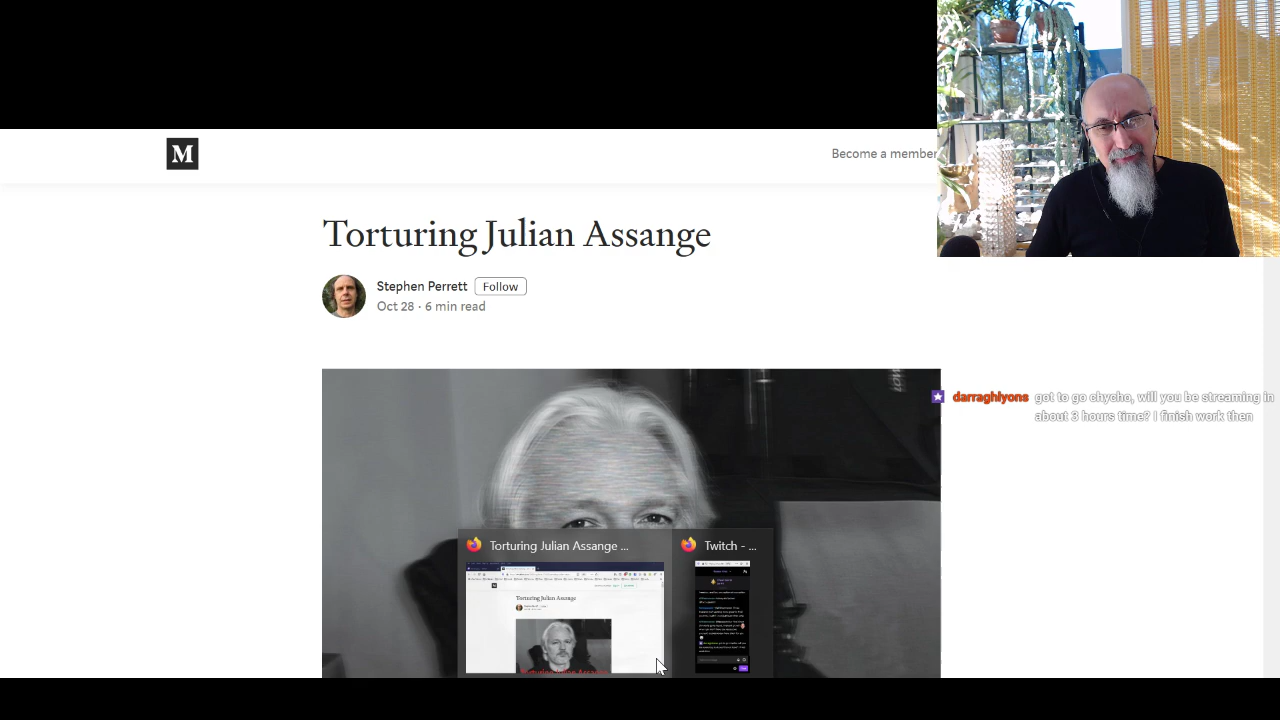 M
Become a member
Torturing Julian Assange
Stephen Perrett Follow
Oct 28 · 6 min read
darraghlyons got to go chycho, will you be streaming in
about 3 hours time? I finish work then
Torturing Julian Assange ...
Twitch - ...
Torturing Julian Assange